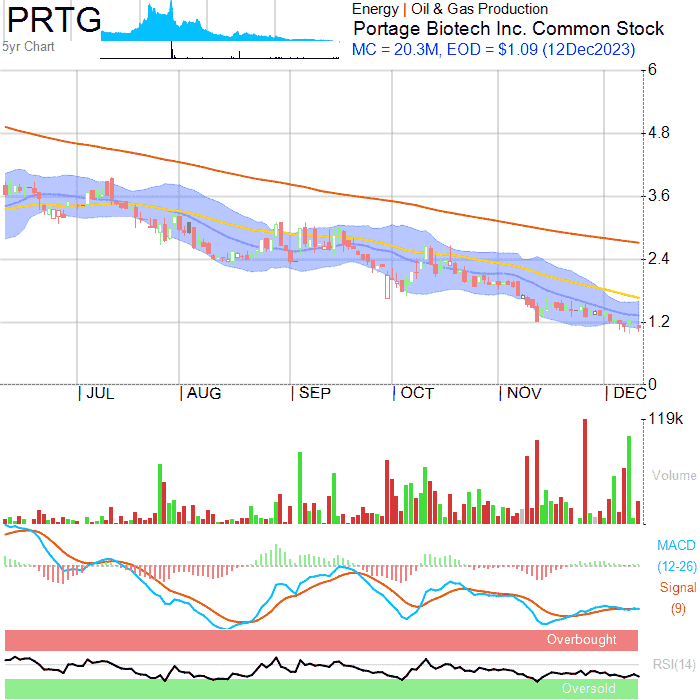 PRTG
5yr Chart
Energy | Oil & Gas Production
Portage Biotech Inc. Common Stock
MC = 20.3M, EOD = $1.09 (12Dec2023)
6
4.8
3.6
2.4
1.2
0
JUL AUG SEP OCT NOV DEC
119k
Volume
MACD
(12-26)
Signal
(9)
Overbought
RSI(14)
Oversold